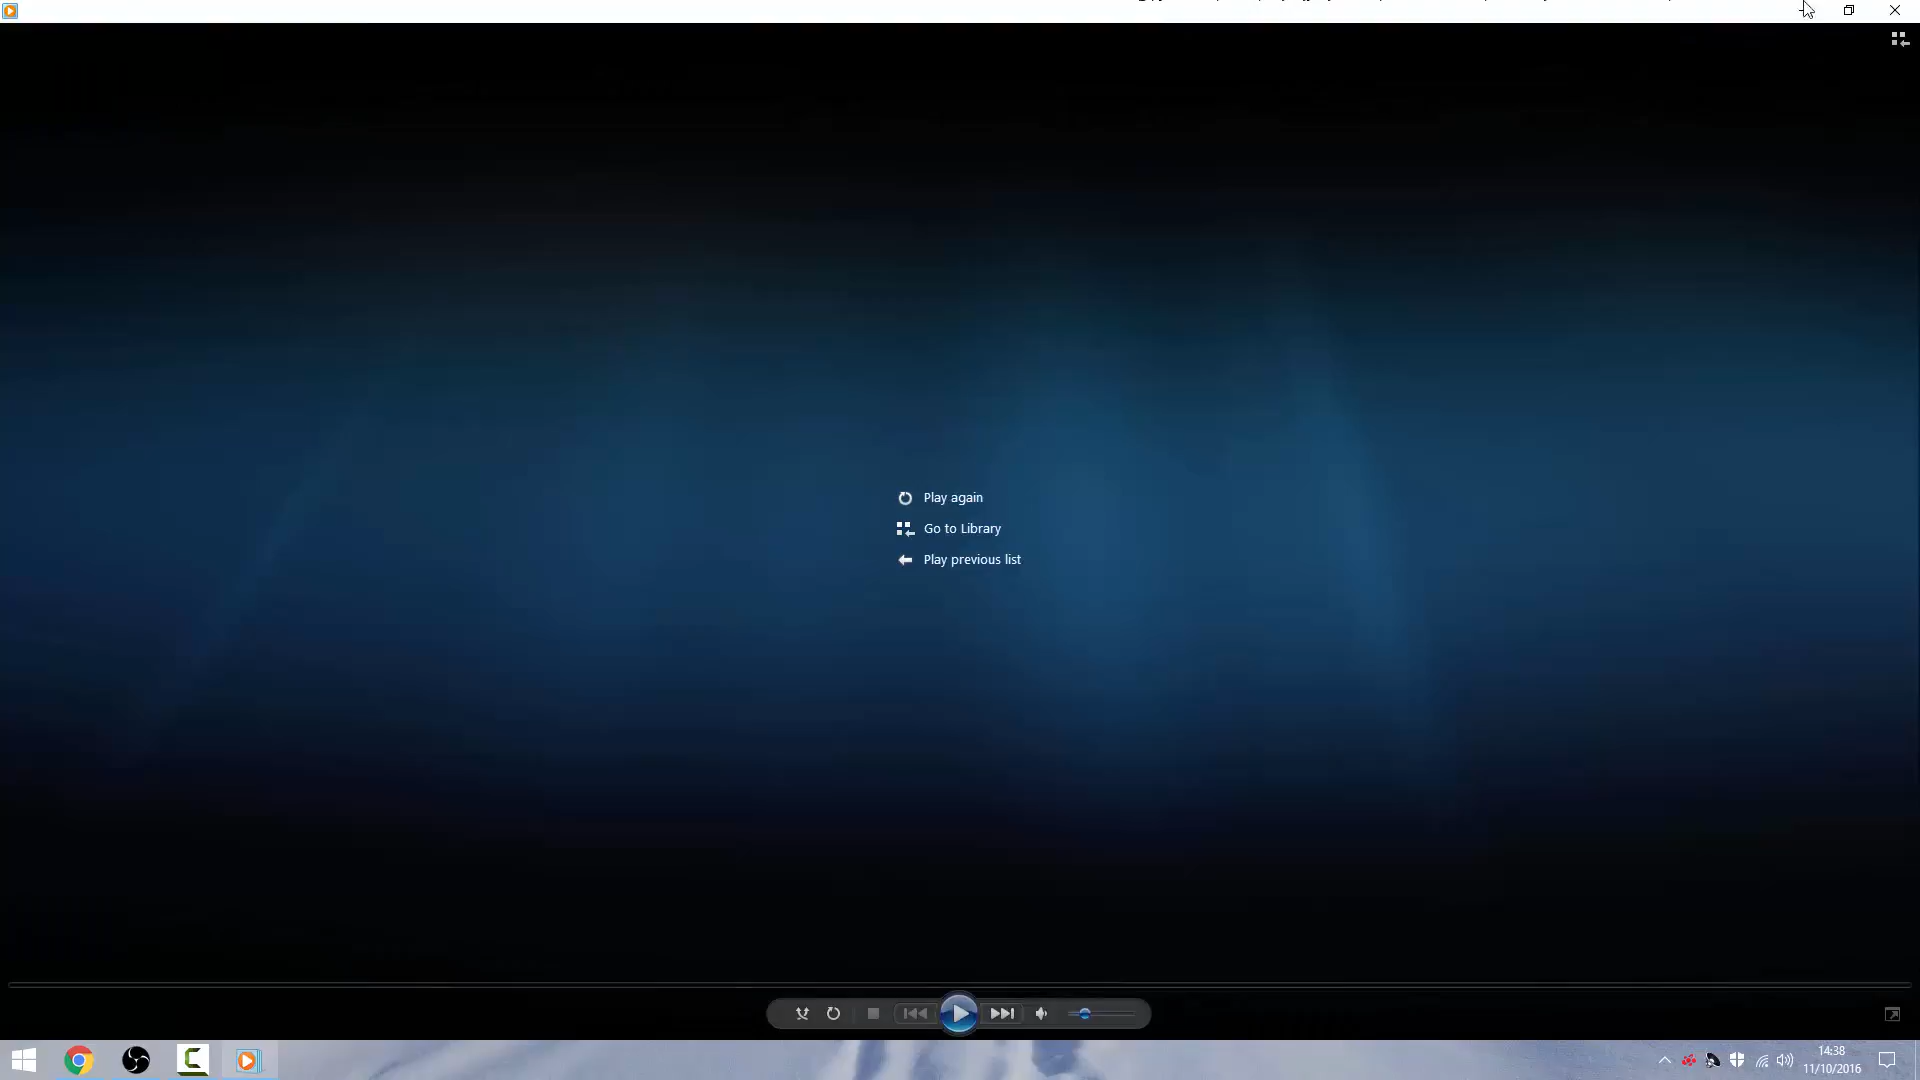 Play again
Go to Library
Play previous list
14:38
11/10/2016